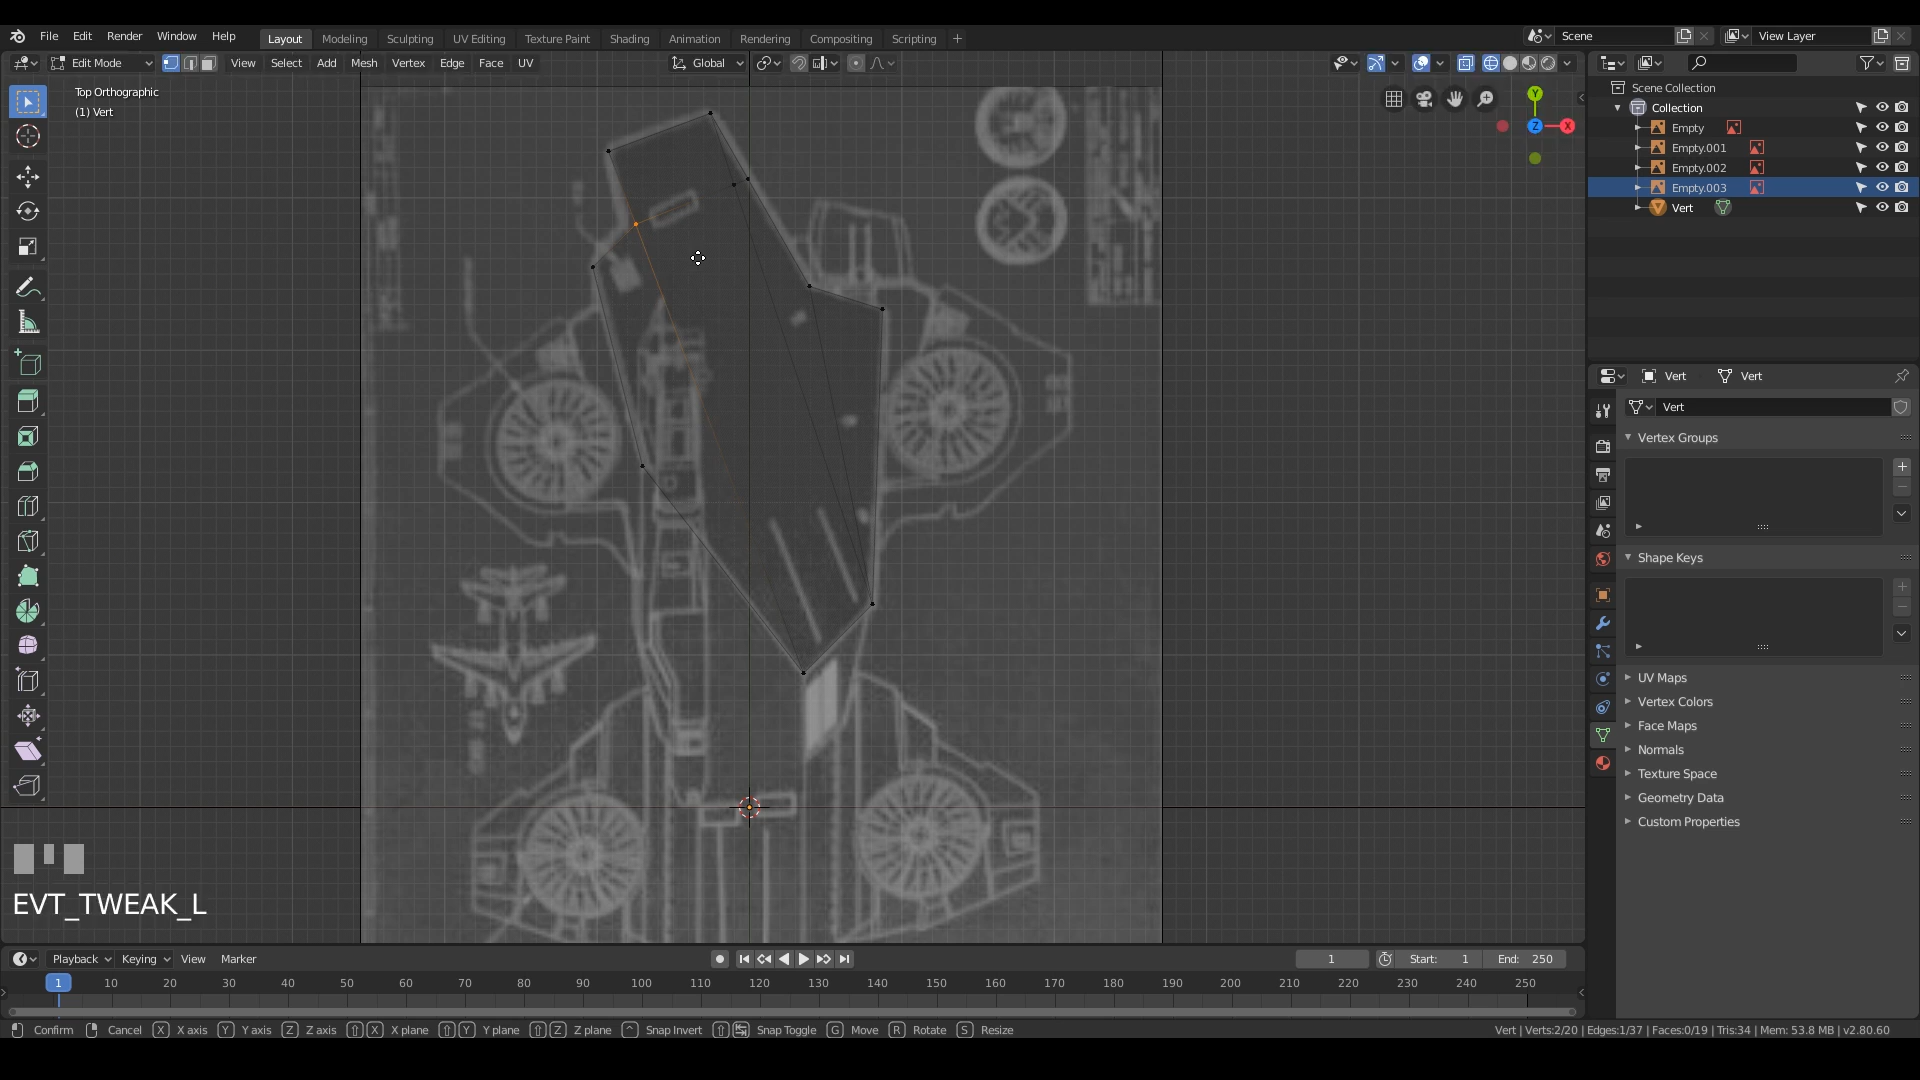 File Edit Render Window Help Layout Modeling Sculpting UV Editing Texture Paint Shading Animation Rendering Compositing Scripting + Scene View Layer
Edit Mode View Select Add Mesh Vertex Edge Face UV Global
Top Orthographic
(1) Vert
Y
Z
X
Scene Collection
Collection
Empty
Empty.001
Empty.002
Empty.003
Vert
Vert Vert
Vert
Vertex Groups
Shape Keys
UV Maps
Vertex Colors
Face Maps
Normals
Texture Space
Geometry Data
Custom Properties
EVT_TWEAK_L
Playback Keying View Marker 1 Start: 1 End: 250
1 10 20 30 40 50 60 70 80 90 100 110 120 130 140 150 160 170 180 190 200 210 220 230 240 250
Confirm Cancel X X axis Y Y axis Z Z axis X X plane Y Y plane Z Z plane Snap Invert Snap Toggle G Move R Rotate S Resize Vert | Verts:2/20 | Edges:1/37 | Faces:0/19 | Tris:34 | Mem: 53.8 MB | v2.80.60